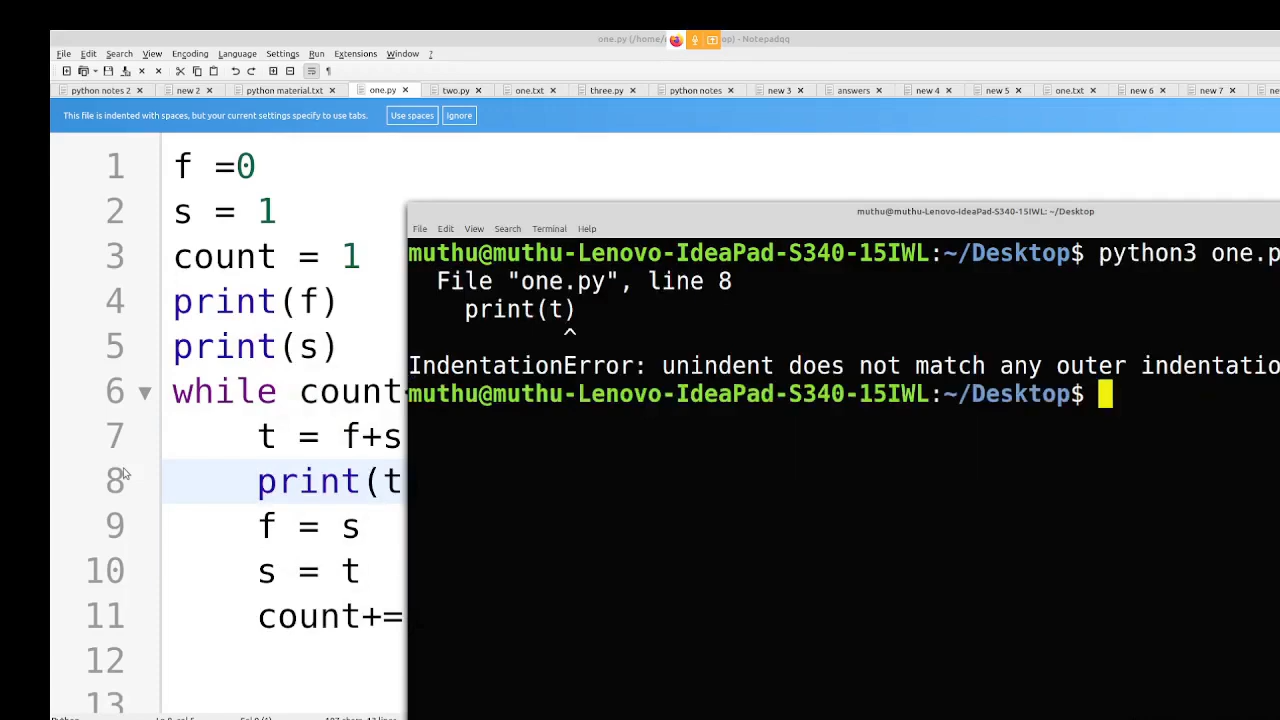 one.py (/home/ op) - Notepadqq
File Edit Search View Encoding Language Settings Run Extensions Window ?
python notes 2 new 2 python material.txt one.py two.py one.txt three.py python notes new 3 answers new 4 new 5 one.txt new 6 new 7
This file is indented with spaces, but your current settings specify to use tabs. Use spaces Ignore
1 f =0
2 s = 1
3 count = 1
4 print(f)
5 print(s)
6 while count
7 t = f+s
8 print(t
9 f = s
10 s = t
11 count+=
12
13
muthu@muthu-Lenovo-IdeaPad-S340-15IWL: ~/Desktop
File Edit View Search Terminal Help
muthu@muthu-Lenovo-IdeaPad-S340-15IWL:~/Desktop$ python3 one.p
File "one.py", line 8
print(t)
^
IndentationError: unindent does not match any outer indentatio
muthu@muthu-Lenovo-IdeaPad-S340-15IWL:~/Desktop$